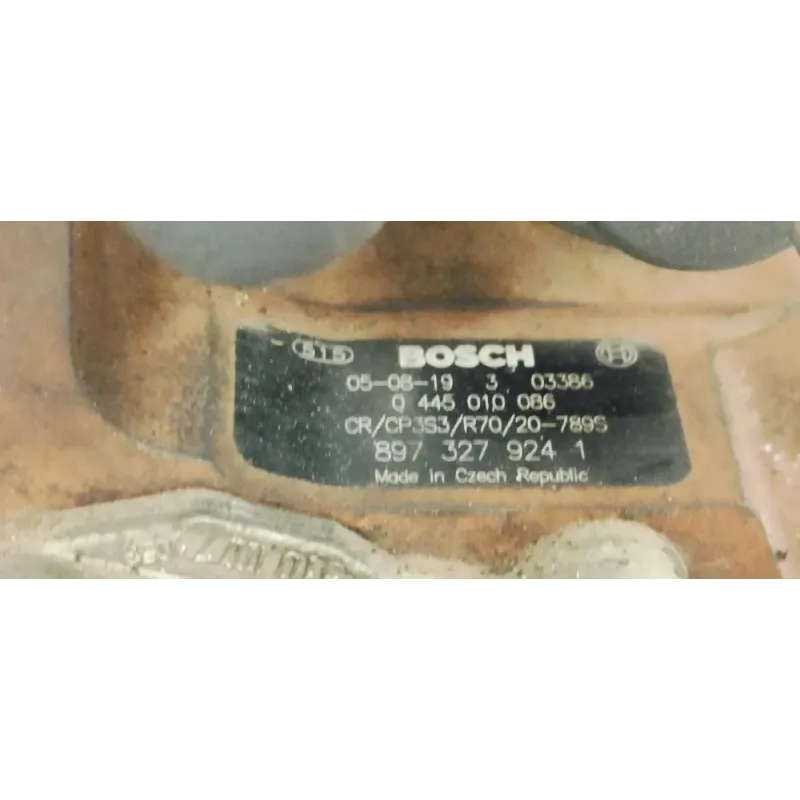 515 BOSCH
05-08-19 3 03386
0 445 010 086
CR/CP3S3/R70/20-789S
897 327 924 1
Made in Czech Republic